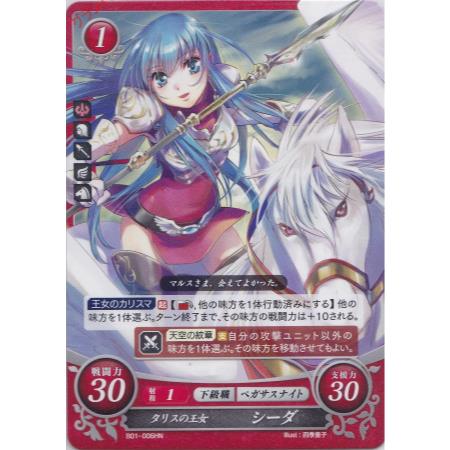 1
マルスさま、会えてよかった。
王女のカリスマ 起【 、他の味方を1体行動済みにする】他の
味方を1体選ぶ。ターン終了まで、その味方の戦闘力は+10される。
天空の紋章 支 自分の攻撃ユニット以外の
味方を1体選ぶ。その味方を移動させてもよい。
戦闘力
30
射程 1 下級職 ペガサスナイト
支援力
30
タリスの王女 シーダ
B01-006HN
Illust:四季童子